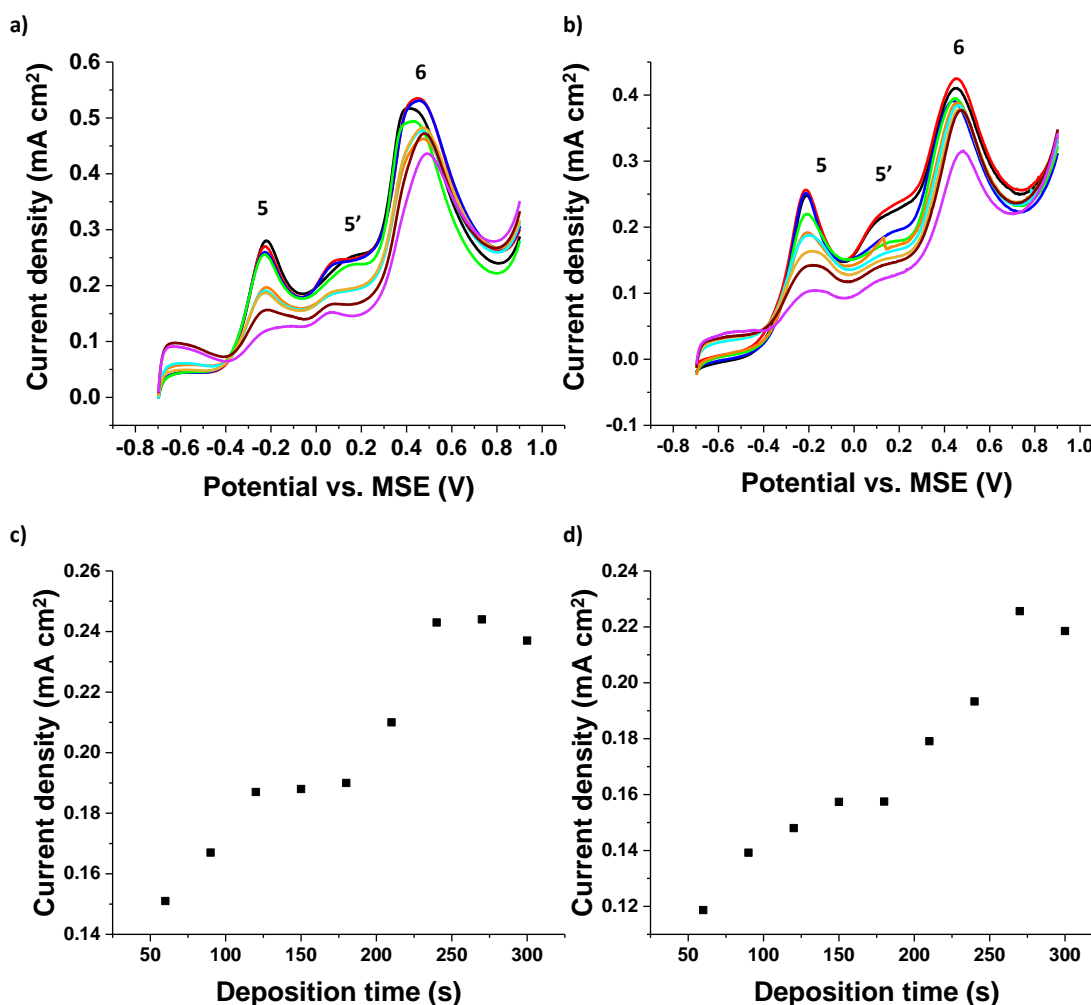 a)
b)
Current density (mA cm²)
0.6
0.5
0.4
0.3
0.2
0.1
0.0
5
5’
6
-0.8 -0.6 -0.4 -0.2 0.0 0.2 0.4 0.6 0.8 1.0
Potential vs. MSE (V)
Current density (mA cm²)
0.4
0.3
0.2
0.1
0.0
-0.1
5
5’
6
-0.8 -0.6 -0.4 -0.2 0.0 0.2 0.4 0.6 0.8 1.0
Potential vs. MSE (V)
c)
d)
Current density (mA cm²)
0.26
0.24
0.22
0.20
0.18
0.16
0.14
50 100 150 200 250 300
Deposition time (s)
Current density (mA cm²)
0.24
0.22
0.20
0.18
0.16
0.14
0.12
50 100 150 200 250 300
Deposition time (s)